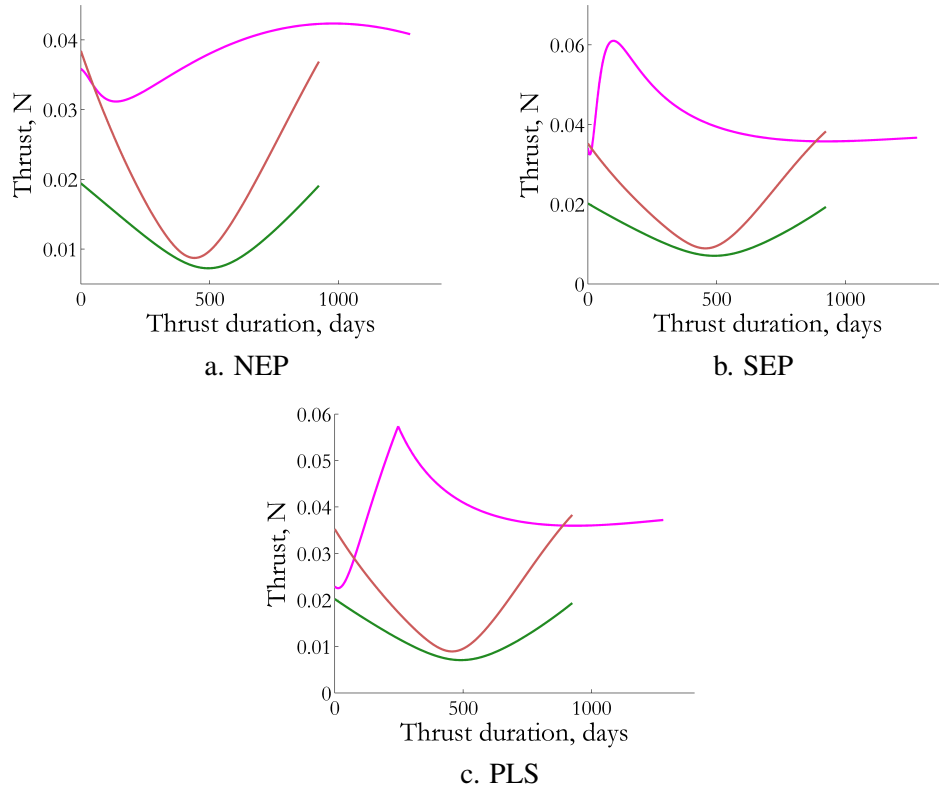 0.04
0.03
0.02
0.01
Thrust, N
0 500 1000
Thrust duration, days
a. NEP
0.06
0.04
0.02
0
Thrust, N
0 500 1000
Thrust duration, days
b. SEP
0.06
0.05
0.04
0.03
0.02
0.01
0
Thrust, N
0 500 1000
Thrust duration, days
c. PLS